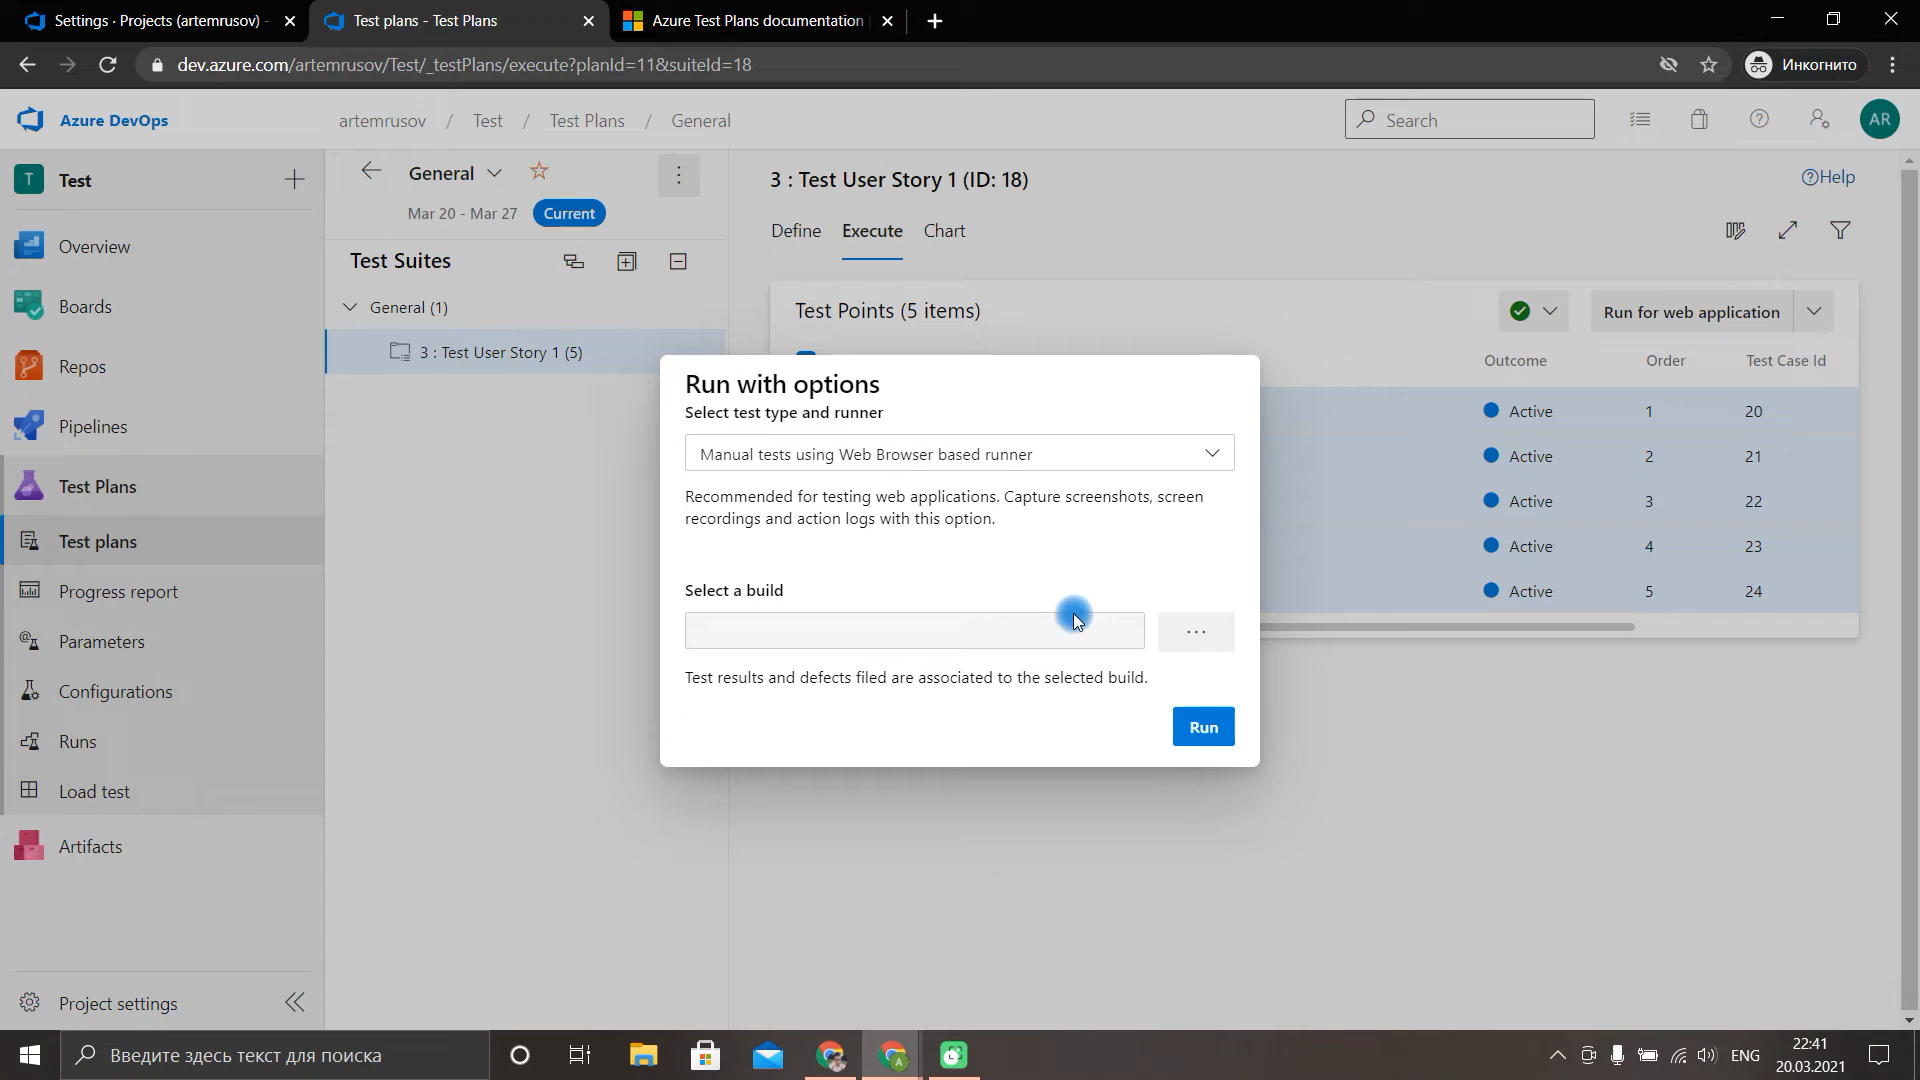 Settings · Projects (artemrusov) -
Test plans - Test Plans
Azure Test Plans documentation
dev.azure.com/artemrusov/Test/_testPlans/execute?planId=11&suiteId=18
Инкогнито
Azure DevOps
artemrusov / Test / Test Plans / General
Search
AR
T Test
Overview
Boards
Repos
Pipelines
Test Plans
Test plans
Progress report
Parameters
Configurations
Runs
Load test
Artifacts
Project settings
General
Mar 20 - Mar 27 Current
Test Suites
General (1)
3 : Test User Story 1 (5)
3 : Test User Story 1 (ID: 18)
Help
Define Execute Chart
Test Points (5 items)
Run for web application
Outcome Order Test Case Id
Active 1 20
Active 2 21
Active 3 22
Active 4 23
Active 5 24
Run with options
Select test type and runner
Manual tests using Web Browser based runner
Recommended for testing web applications. Capture screenshots, screen
recordings and action logs with this option.
Select a build
...
Test results and defects filed are associated to the selected build.
Run
Введите здесь текст для поиска
ENG
22:41
20.03.2021